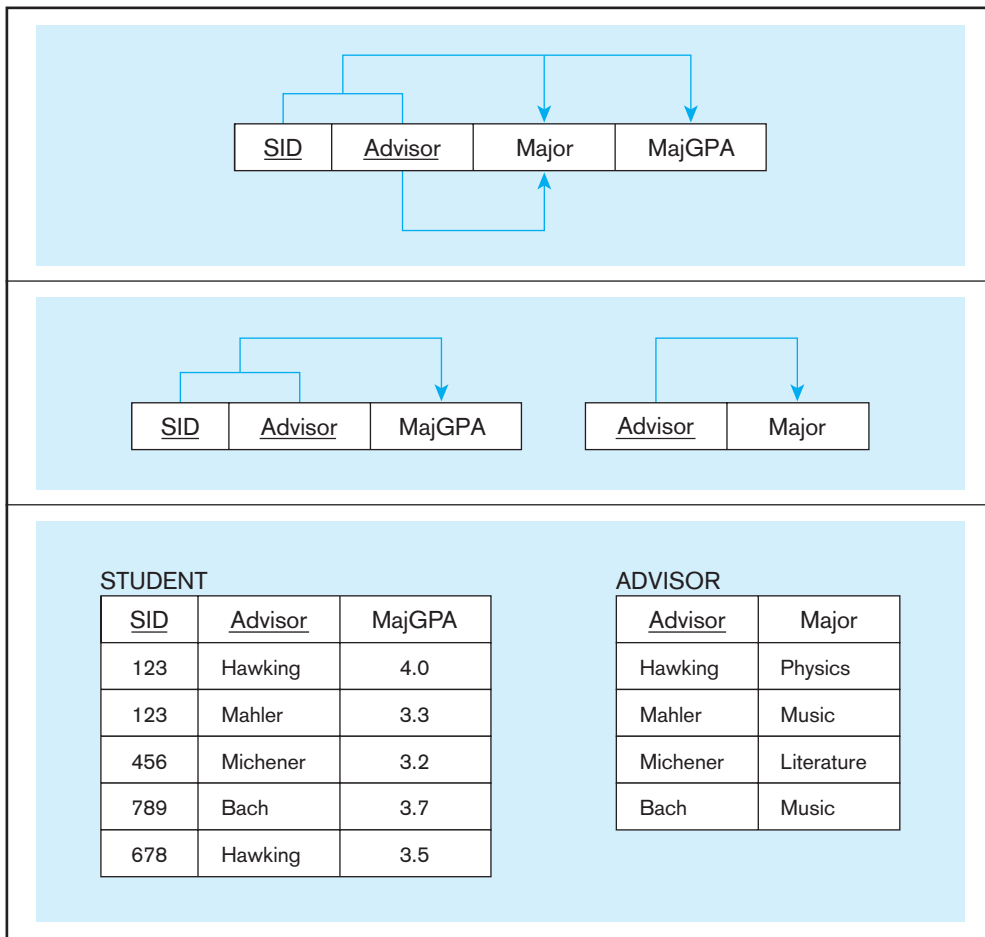 SID Advisor Major MajGPA
SID Advisor MajGPA
Advisor Major
STUDENT
SID Advisor MajGPA
123 Hawking 4.0
123 Mahler 3.3
456 Michener 3.2
789 Bach 3.7
678 Hawking 3.5
ADVISOR
Advisor Major
Hawking Physics
Mahler Music
Michener Literature
Bach Music